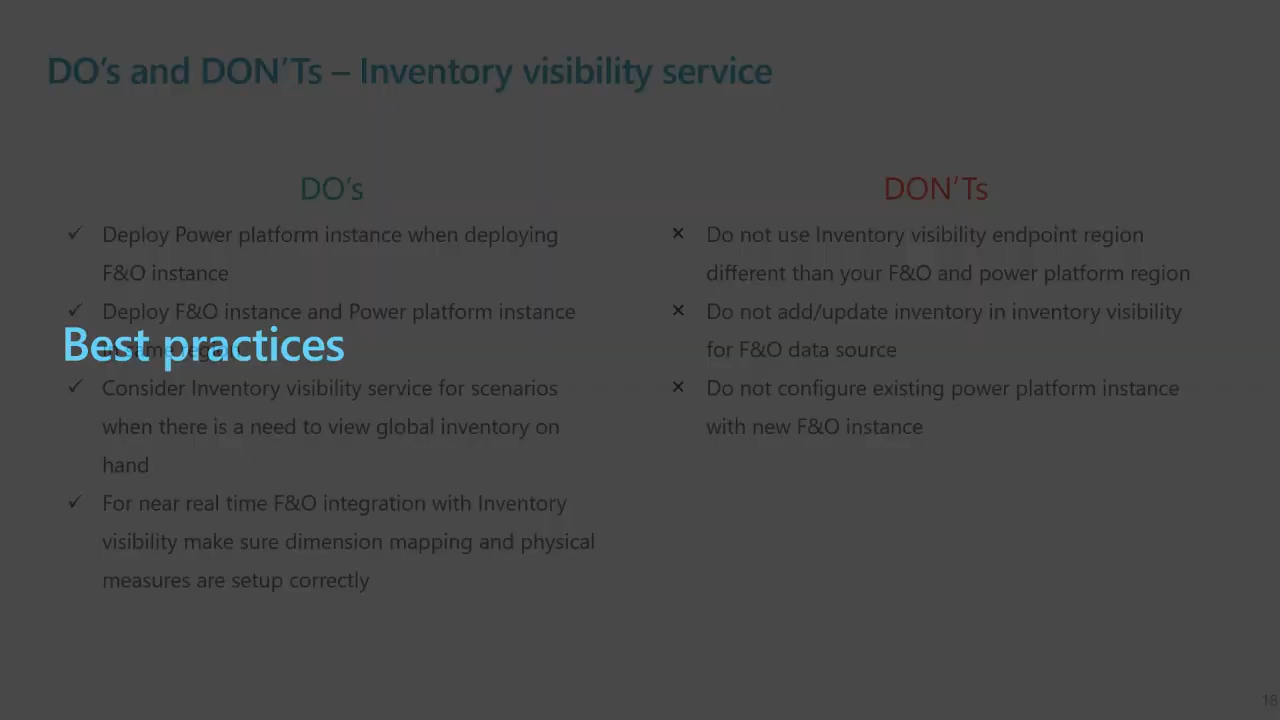 DO's and DON'Ts – Inventory visibility service
DO's
✓ Deploy Power platform instance when deploying
F&O instance
✓ Deploy F&O instance and Power platform instance
in same region
Best practices
✓ Consider Inventory visibility service for scenarios
when there is a need to view global inventory on
hand
✓ For near real time F&O integration with Inventory
visibility make sure dimension mapping and physical
measures are setup correctly
DON'Ts
× Do not use Inventory visibility endpoint region
different than your F&O and power platform region
× Do not add/update inventory in inventory visibility
for F&O data source
× Do not configure existing power platform instance
with new F&O instance
18